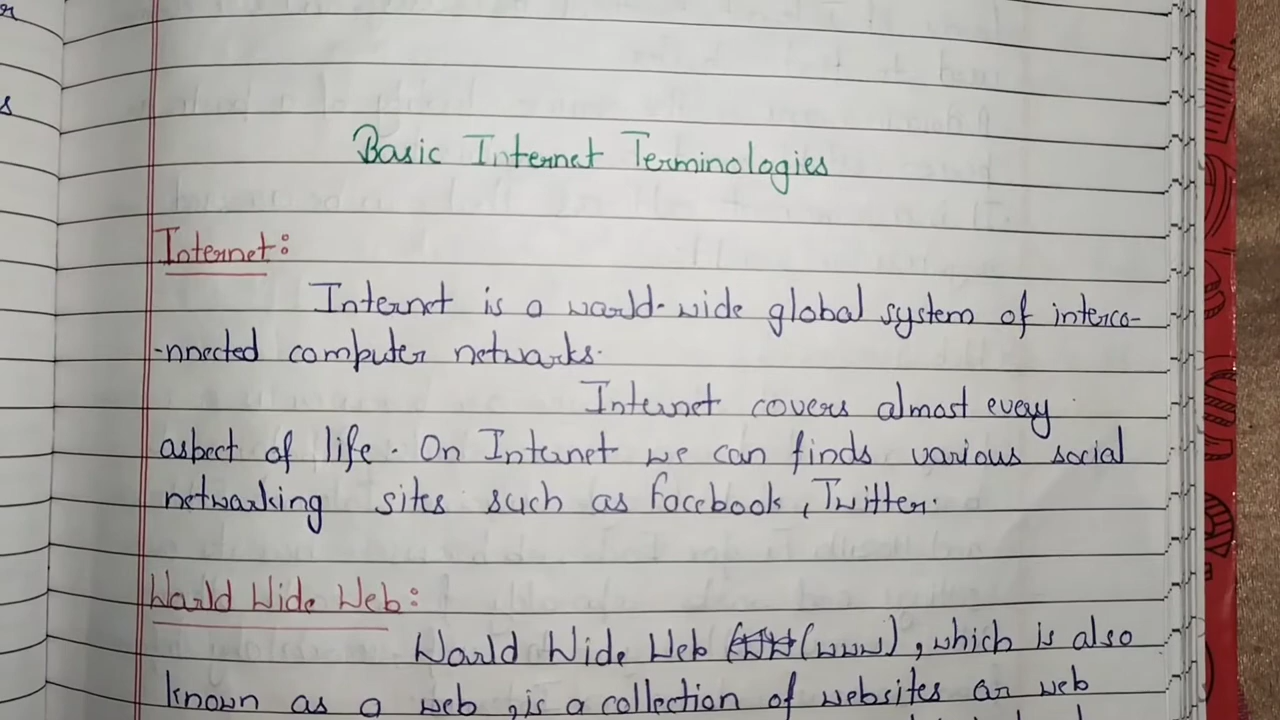 Basic Internet Terminologies
Internet:
Internet is a world-wide global system of interco-
-nnected computer networks.
Internet covers almost every
aspect of life. On Internet we can finds various social
networking sites such as Facebook, Twitter.
World Wide Web:
World Wide Web (www), which is also
known as a web, is a collection of websites or web